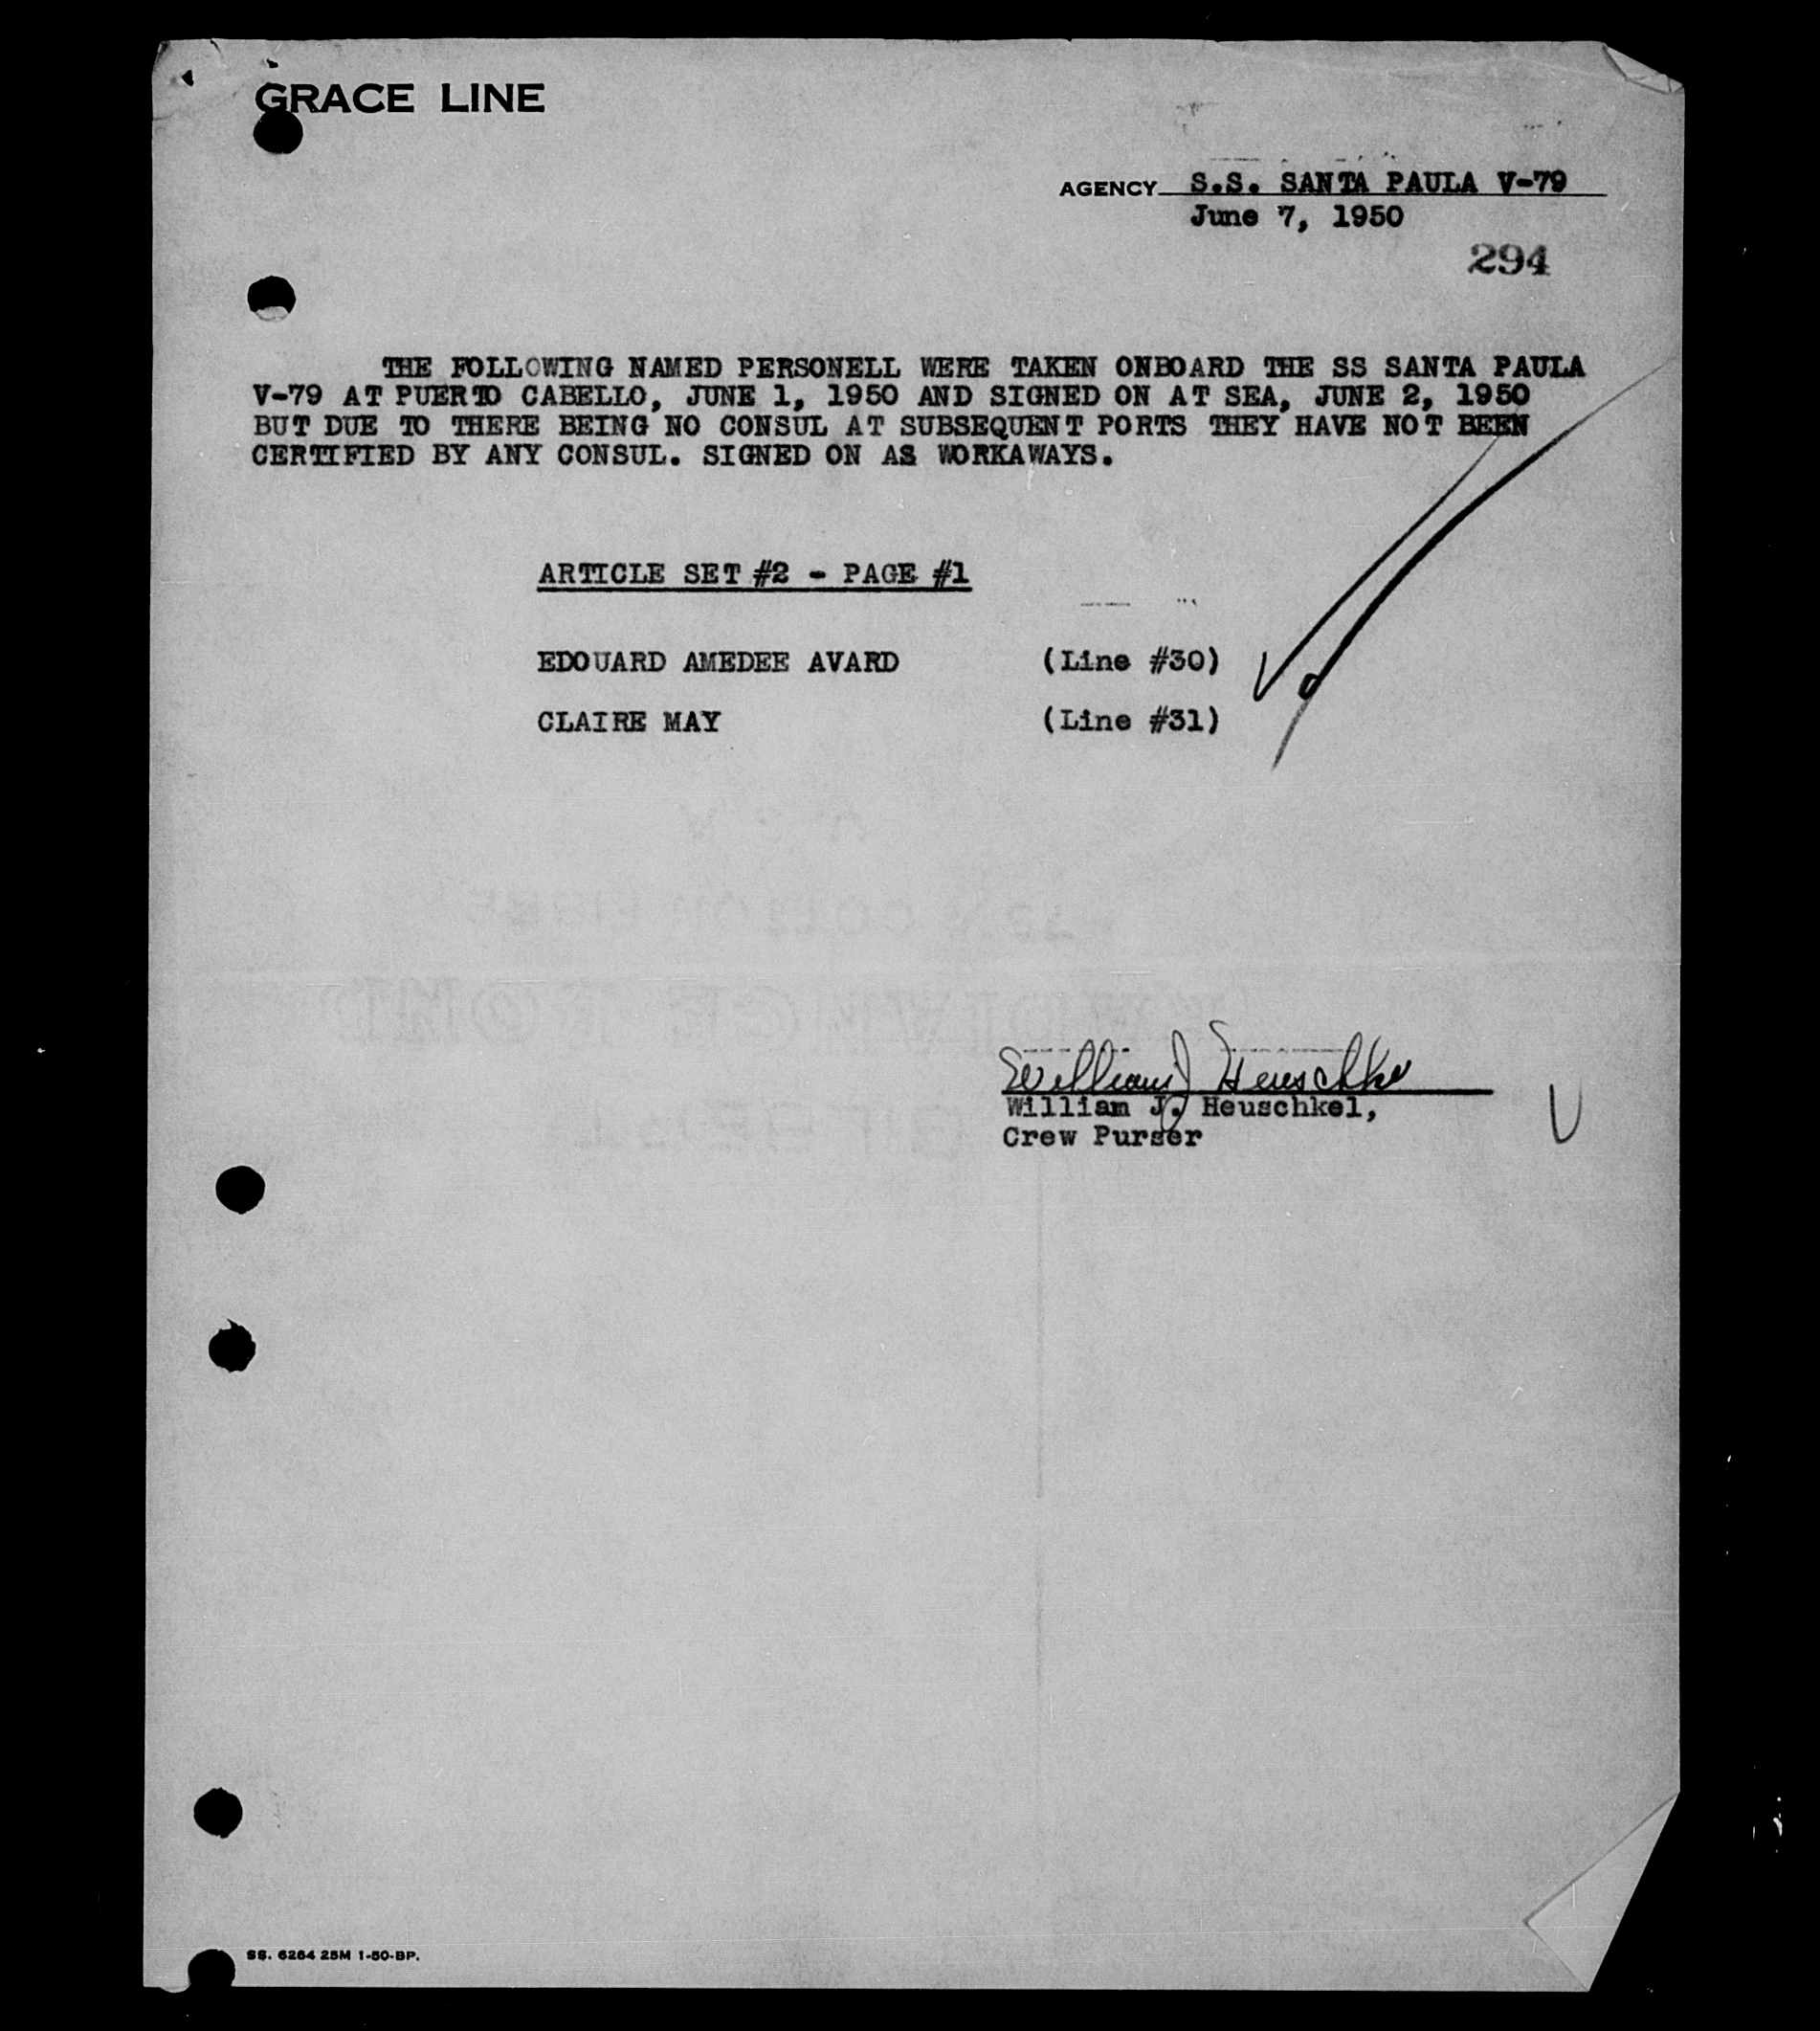 GRACE LINE
AGENCY S.S. SANTA PAULA V-79
June 7, 1950
294
THE FOLLOWING NAMED PERSONELL WERE TAKEN ONBOARD THE SS SANTA PAULA
V-79 AT PUERTO CABELLO, JUNE 1, 1950 AND SIGNED ON AT SEA, JUNE 2, 1950
BUT DUE TO THERE BEING NO CONSUL AT SUBSEQUENT PORTS THEY HAVE NOT BEEN
CERTIFIED BY ANY CONSUL. SIGNED ON AS WORKAWAYS.
ARTICLE SET #2 - PAGE #1
EDOUARD AMEDEE AVARD (Line #30)
CLAIRE MAY (Line #31)
William J Heuschkel
William J. Heuschkel,
Crew Purser
SS. 6264 25M 1-50-BP.